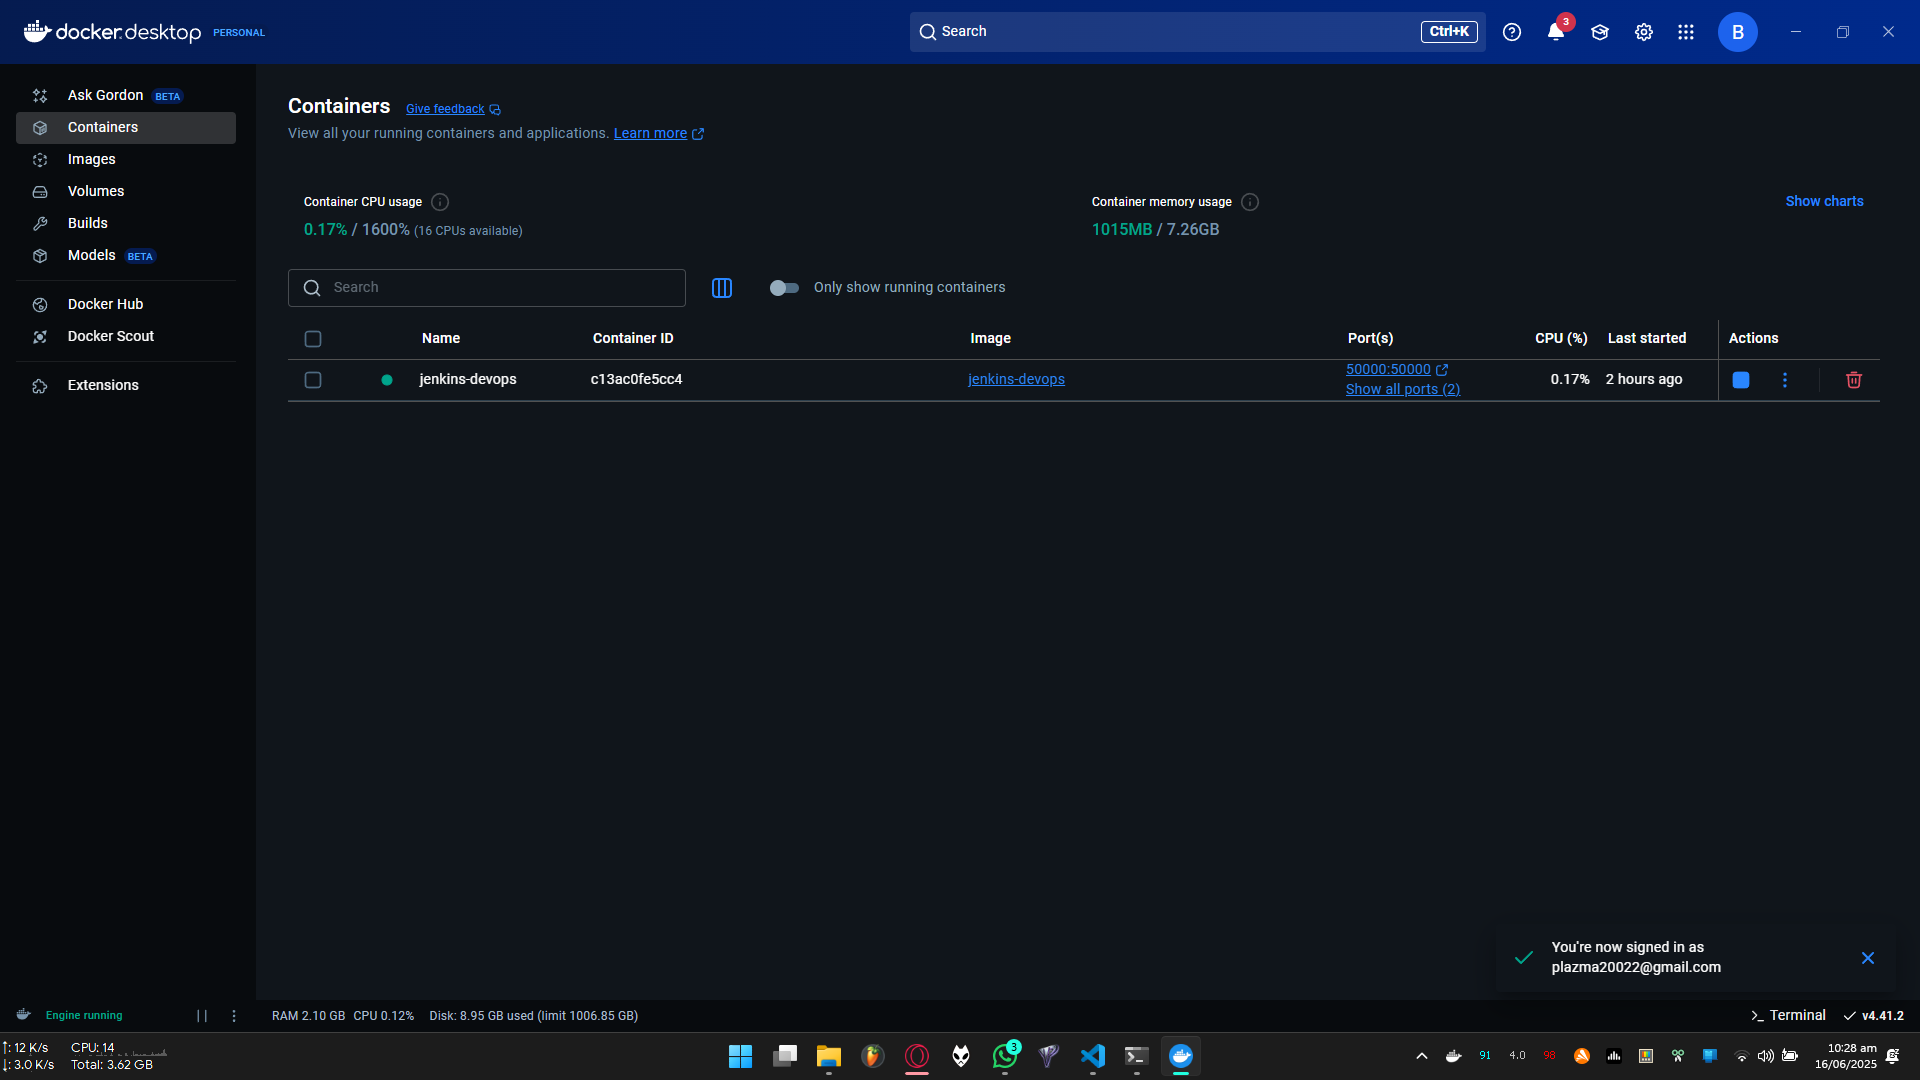 docker.desktop PERSONAL
Search Ctrl+K
3
B
Ask Gordon BETA
Containers
Images
Volumes
Builds
Models BETA
Docker Hub
Docker Scout
Extensions
Containers Give feedback
View all your running containers and applications. Learn more
Container CPU usage
0.17% / 1600% (16 CPUs available)
Container memory usage
1015MB / 7.26GB
Show charts
Search
Only show running containers
Name Container ID Image Port(s) CPU (%) Last started Actions
jenkins-devops c13ac0fe5cc4 jenkins-devops 50000:50000 0.17% 2 hours ago
Show all ports (2)
You're now signed in as
plazma20022@gmail.com
Engine running
RAM 2.10 GB CPU 0.12% Disk: 8.95 GB used (limit 1006.85 GB)
Terminal v4.41.2
↑: 12 K/s CPU: 14
↓: 3.0 K/s Total: 3.62 GB
3
91 4.0 98
10:28 am
16/06/2025